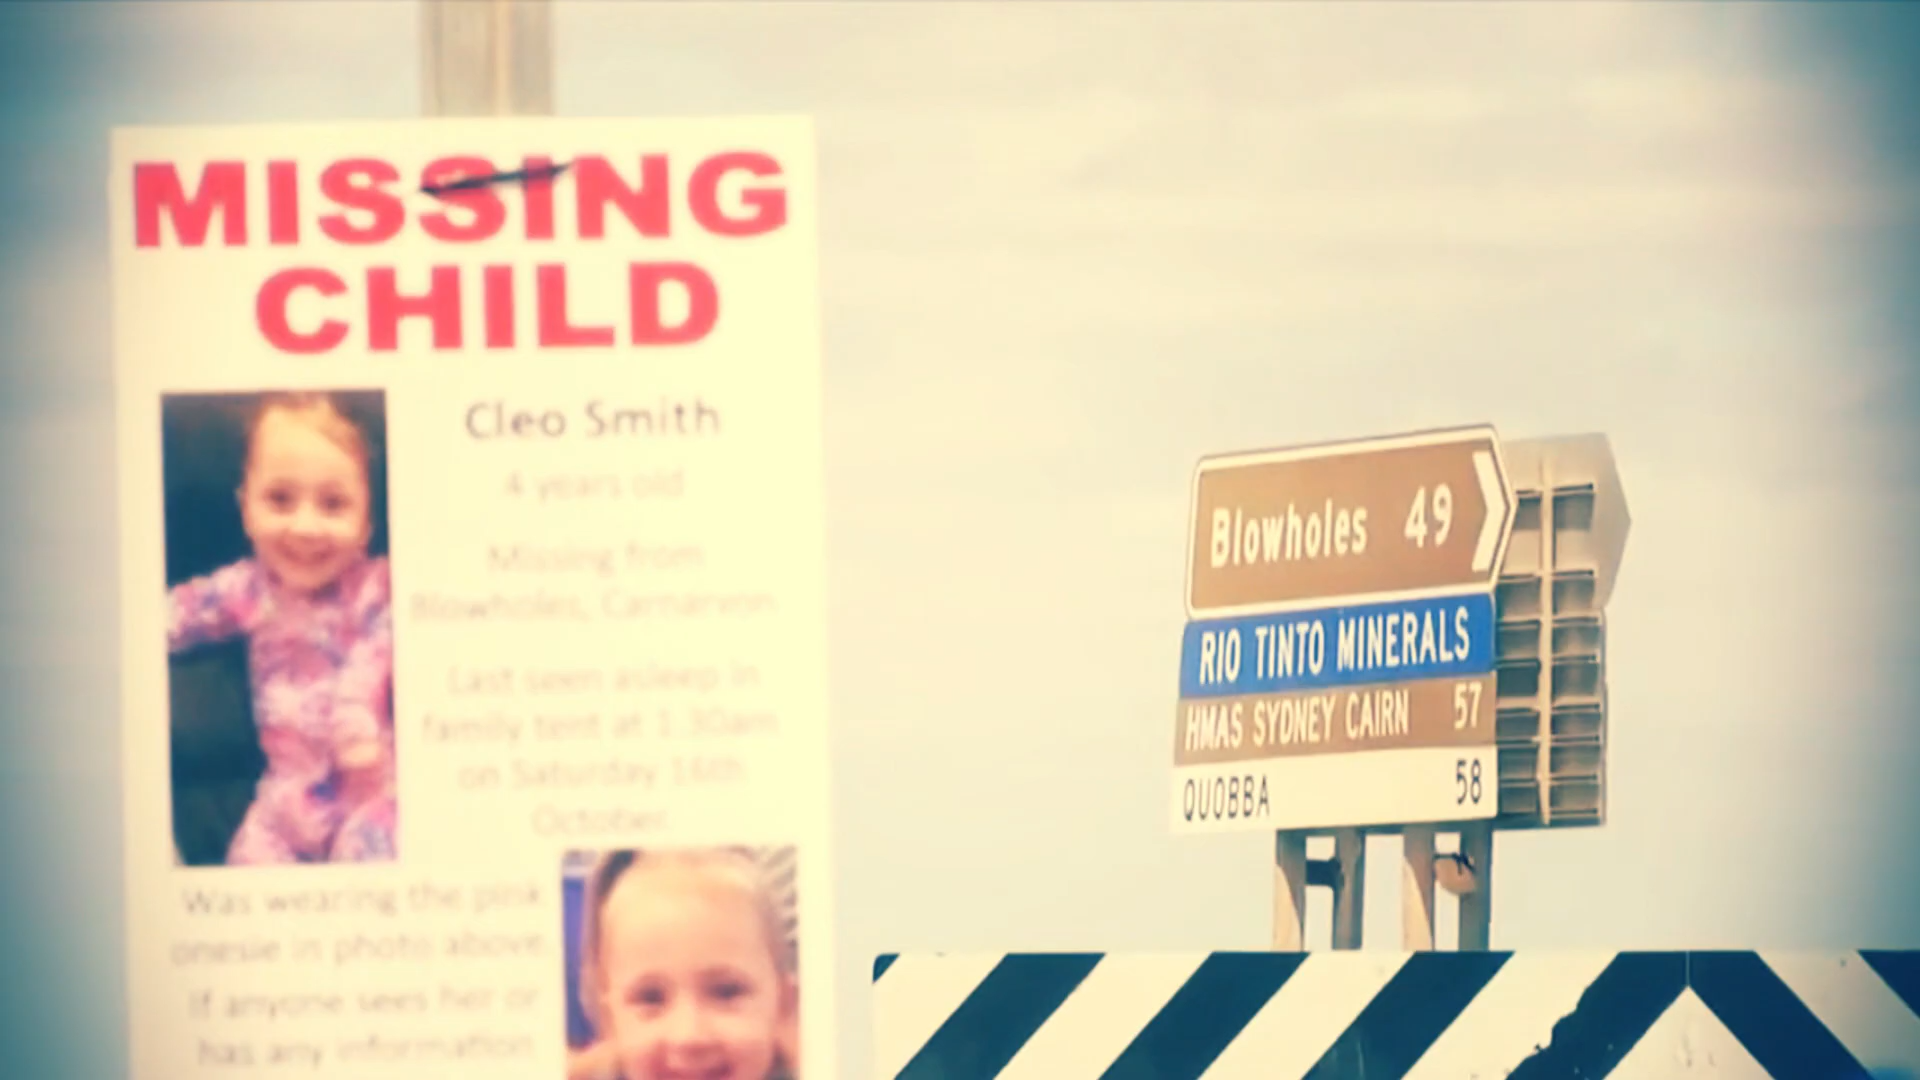 MISSING
CHILD
Cleo Smith
4 years old
Missing from
Blowholes, Carnarvon
Last seen asleep in
family tent at 1:30am
on Saturday 16th
October.
Was wearing the pink
onesie in photo above.
If anyone sees her or
has any information
Blowholes 49
RIO TINTO MINERALS
HMAS SYDNEY CAIRN 57
QUOBBA 58